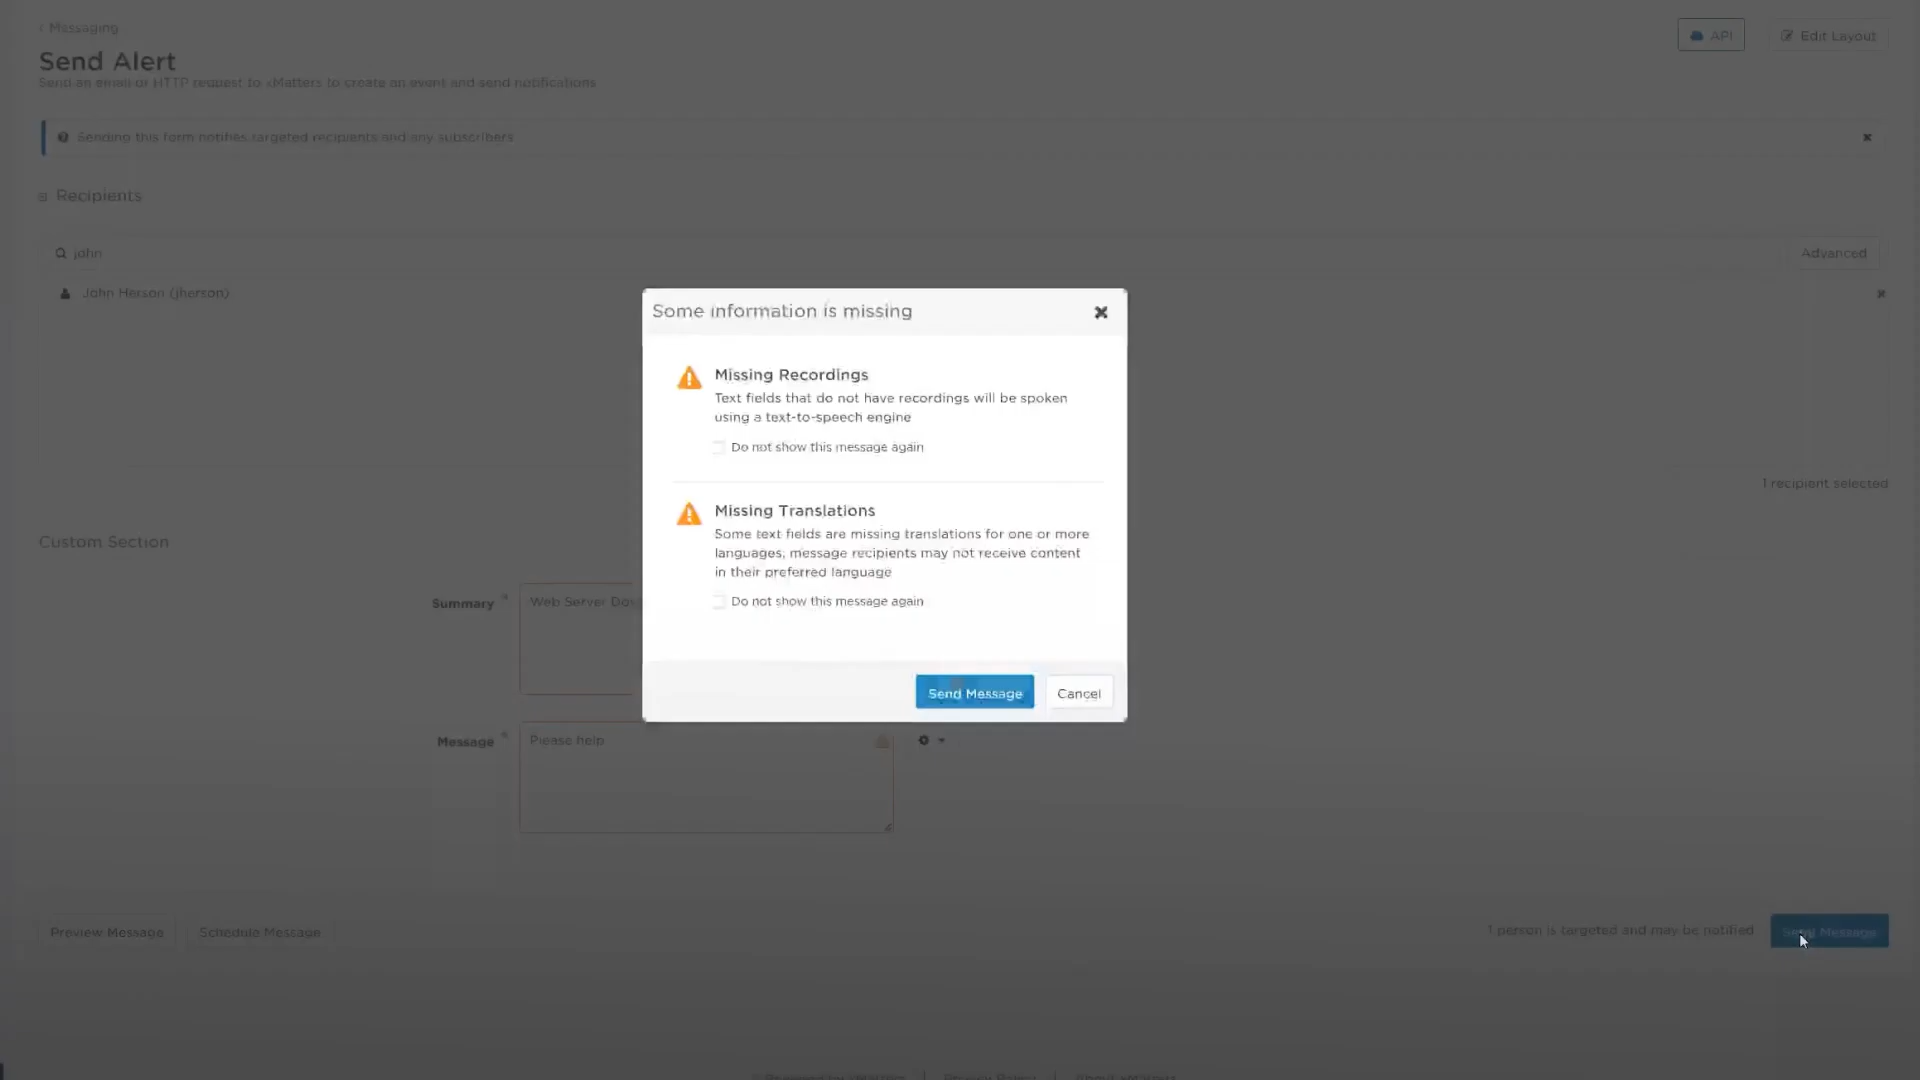 Messaging
API
Edit Layout
Send Alert
Send an email or HTTP request to xMatters to create an event and send notifications
Sending this form notifies targeted recipients and any subscribers
Recipients
john
Advanced
John Herson (jherson)
1 recipient selected
Some information is missing
Missing Recordings
Text fields that do not have recordings will be spoken
using a text-to-speech engine
Do not show this message again
Missing Translations
Some text fields are missing translations for one or more
languages; message recipients may not receive content
in their preferred language
Do not show this message again
Send Message
Cancel
Custom Section
Summary *
Web Server
Message *
Please help
Preview Message
Schedule Message
1 person is targeted and may be notified
Send Message